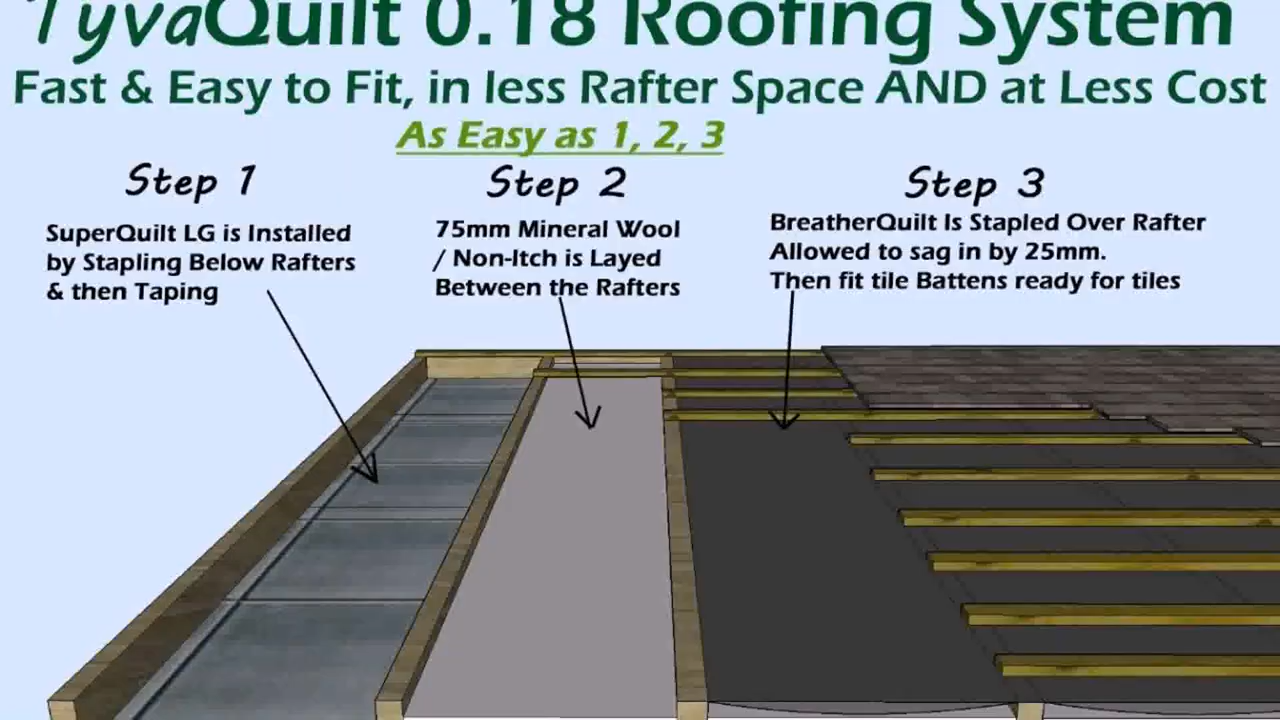 TyvaQuilt 0.18 Roofing System
Fast & Easy to Fit, in less Rafter Space AND at Less Cost
As Easy as 1, 2, 3
Step 1
SuperQuilt LG is Installed
by Stapling Below Rafters
& then Taping
Step 2
75mm Mineral Wool
/ Non-Itch is Layed
Between the Rafters
Step 3
BreatherQuilt Is Stapled Over Rafter
Allowed to sag in by 25mm.
Then fit tile Battens ready for tiles